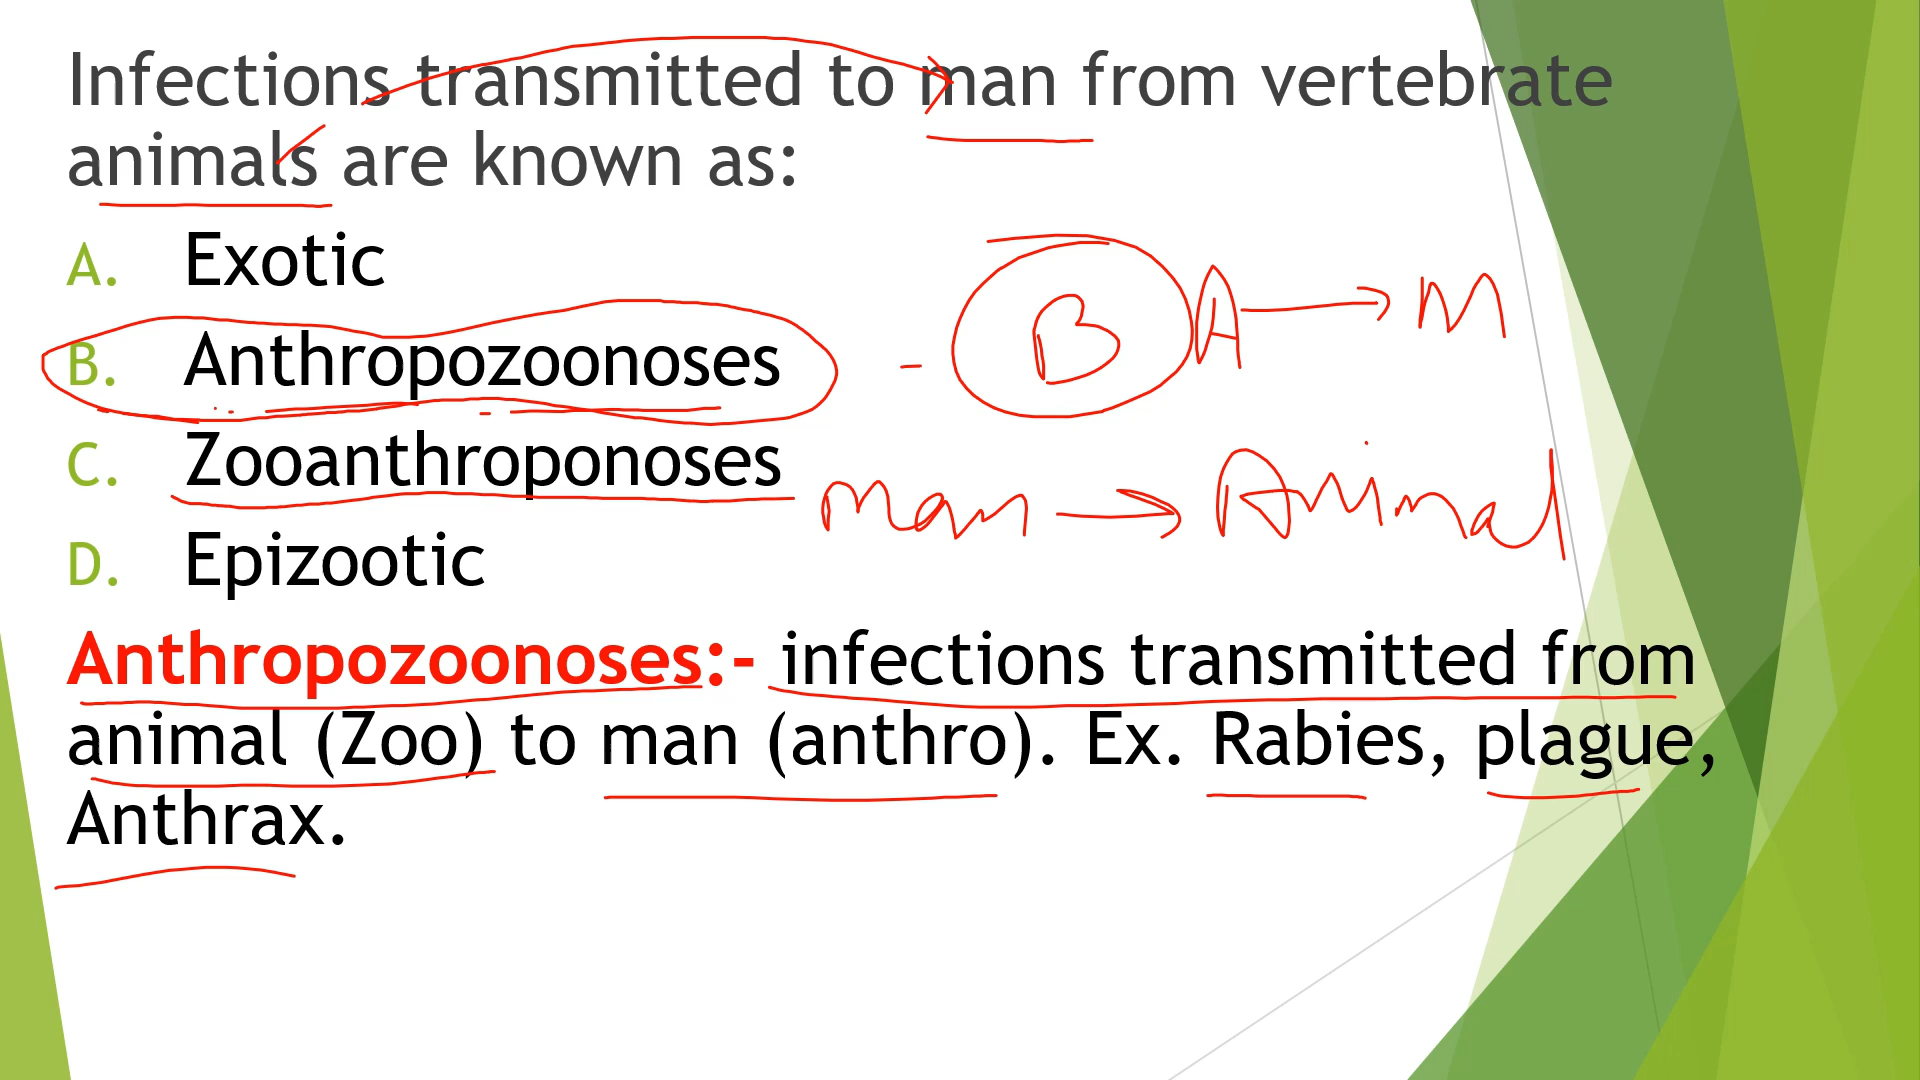 Infections transmitted to man from vertebrate
animals are known as:
A. Exotic
B. Anthropozoonoses - B A → M
C. Zooanthroponoses man → Animal
D. Epizootic
Anthropozoonoses:- infections transmitted from
animal (Zoo) to man (anthro). Ex. Rabies, plague,
Anthrax.